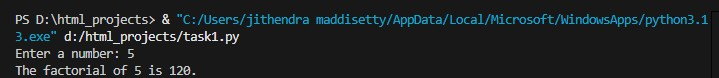 PS D:\html_projects> & "C:/Users/jithendra maddisetty/AppData/Local/Microsoft/WindowsApps/python3.1
3.exe" d:/html_projects/task1.py
Enter a number: 5
The factorial of 5 is 120.